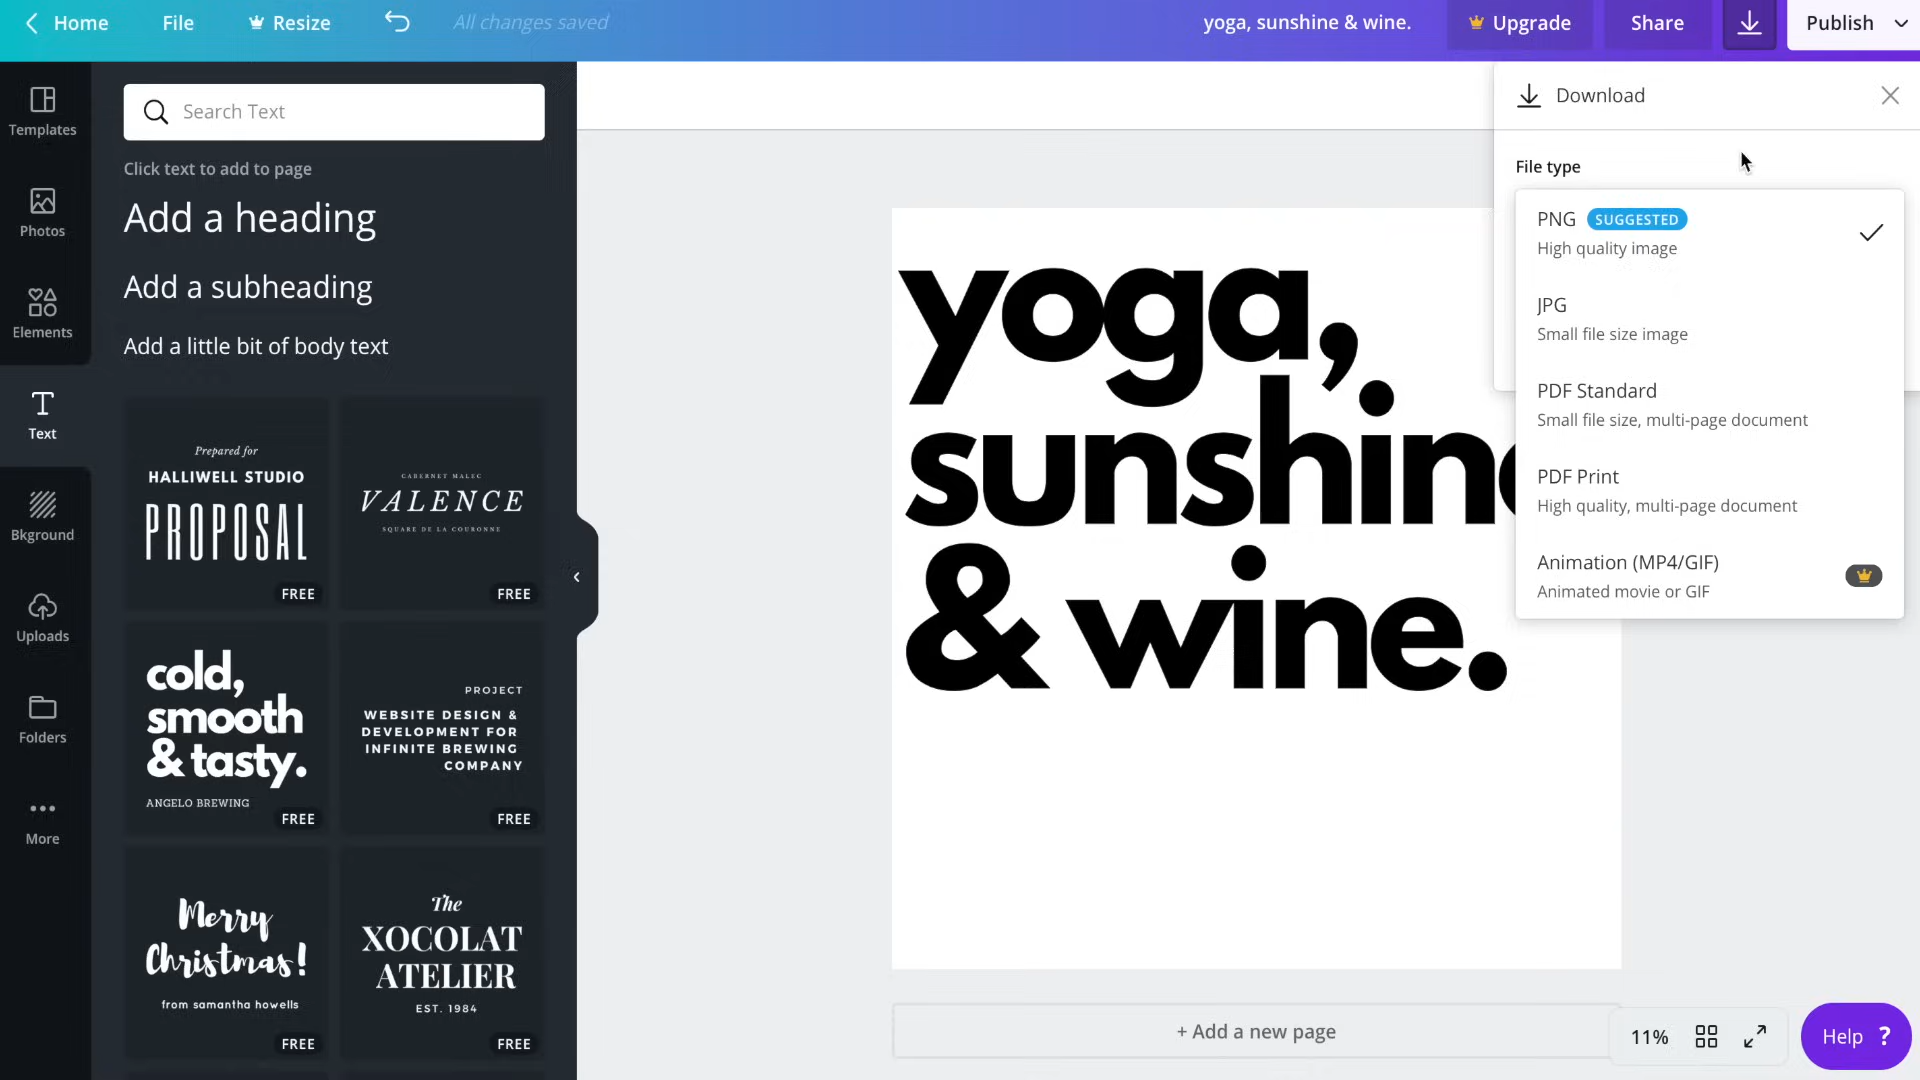 Home
File
Resize
All changes saved
yoga, sunshine & wine.
Upgrade
Share
Publish
Templates
Photos
Elements
Text
Bkground
Uploads
Folders
More
Search Text
Click text to add to page
Add a heading
Add a subheading
Add a little bit of body text
Prepared for
HALLIWELL STUDIO
PROPOSAL
FREE
CABERNET MALEC
VALENCE
SQUARE DE LA COURONNE
FREE
cold,
smooth
& tasty.
ANGELO BREWING
FREE
PROJECT
WEBSITE DESIGN &
DEVELOPMENT FOR
INFINITE BREWING
COMPANY
FREE
Merry
Christmas!
from samantha howells
FREE
The
XOCOLAT
ATELIER
EST. 1984
FREE
yoga,
sunshine
& wine.
+ Add a new page
Download
File type
PNG SUGGESTED
High quality image
JPG
Small file size image
PDF Standard
Small file size, multi-page document
PDF Print
High quality, multi-page document
Animation (MP4/GIF)
Animated movie or GIF
11%
Help ?